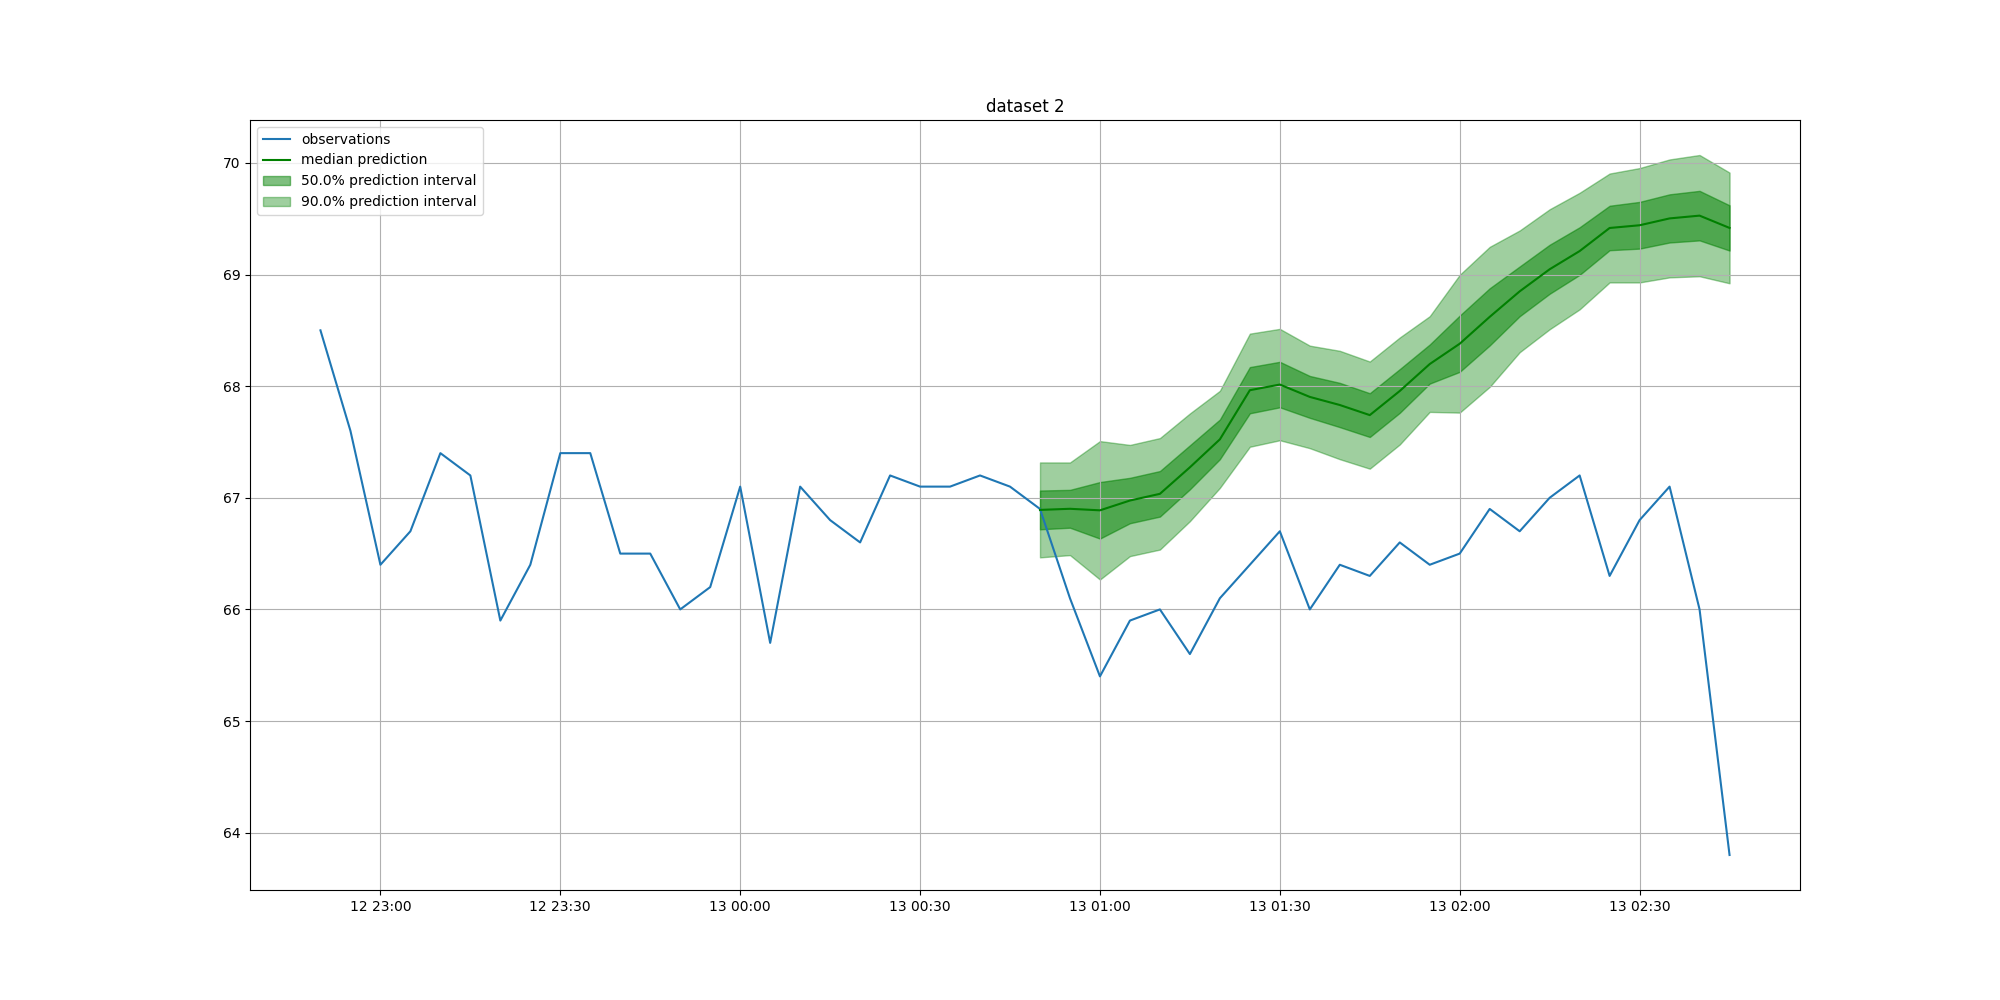 dataset 2
observations
median prediction
50.0% prediction interval
90.0% prediction interval
70
69
68
67
66
65
64
12 23:00 12 23:30 13 00:00 13 00:30 13 01:00 13 01:30 13 02:00 13 02:30